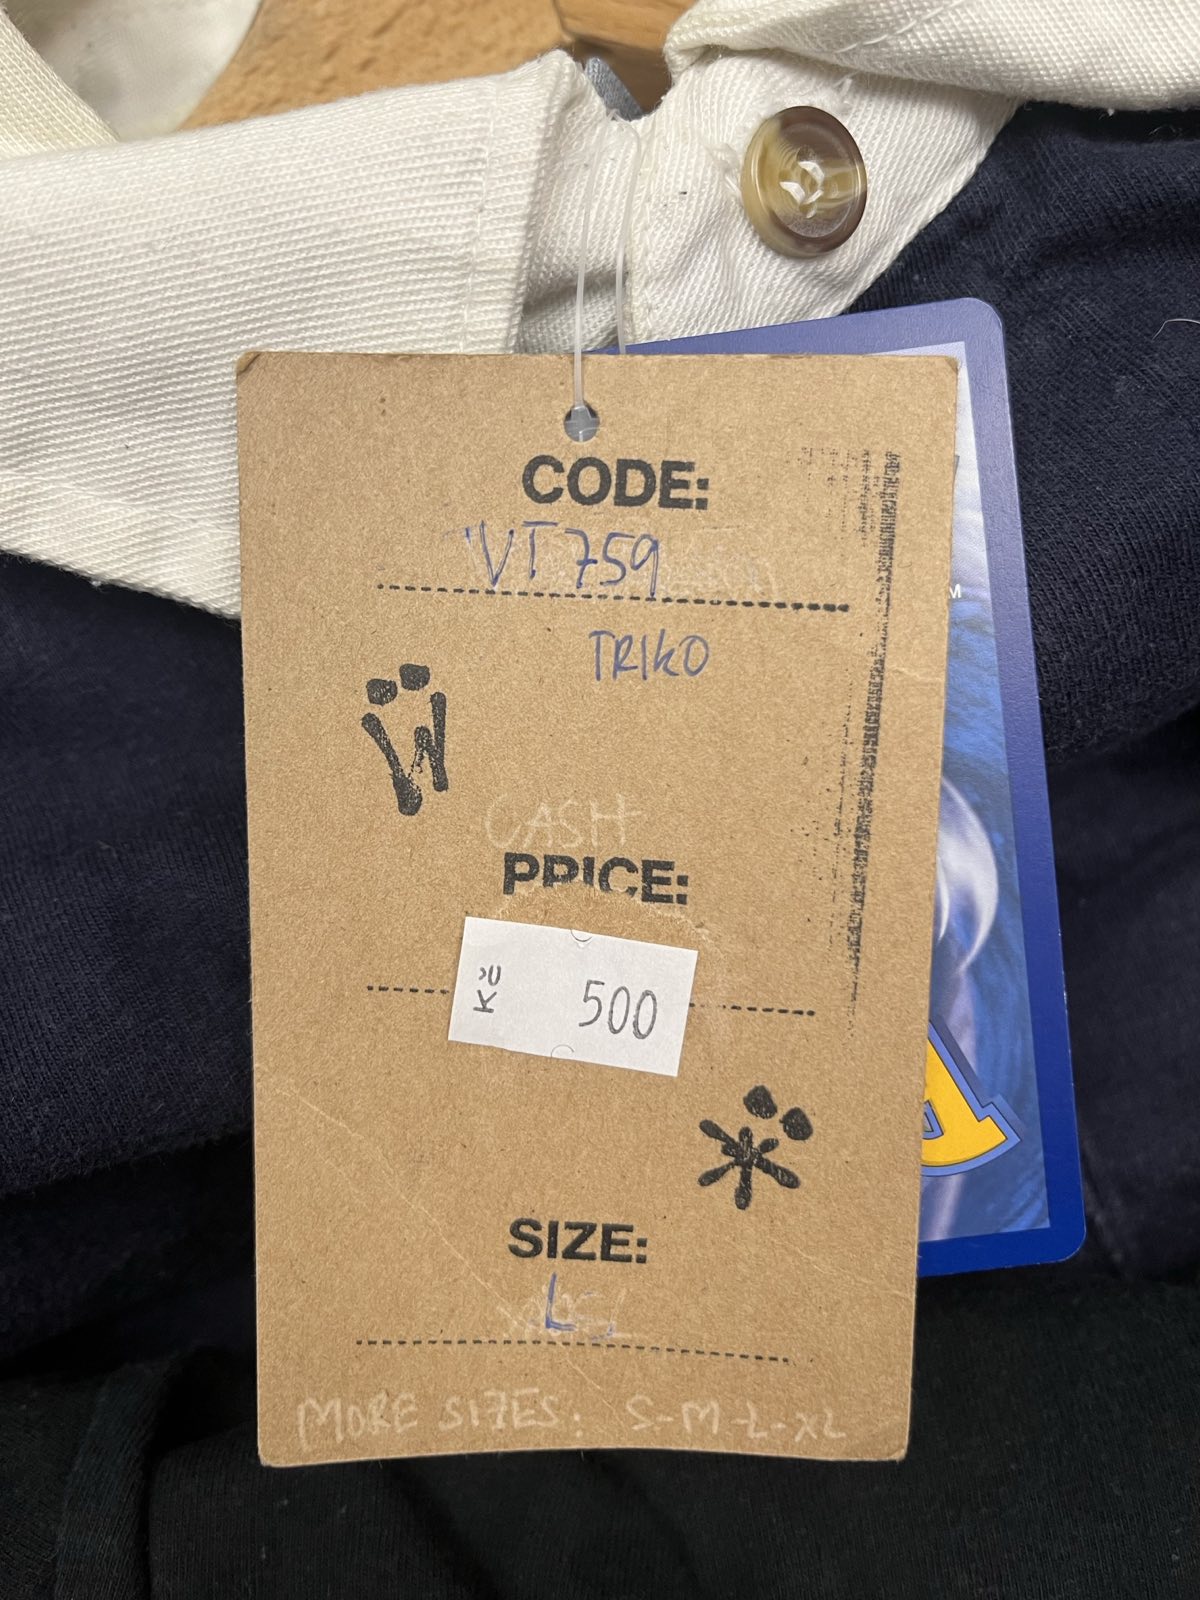 CODE:
VT759
TRIKO
CASH
PRICE:
Kč 500
SIZE:
L
MORE SIZES: S-M-L-XL
M